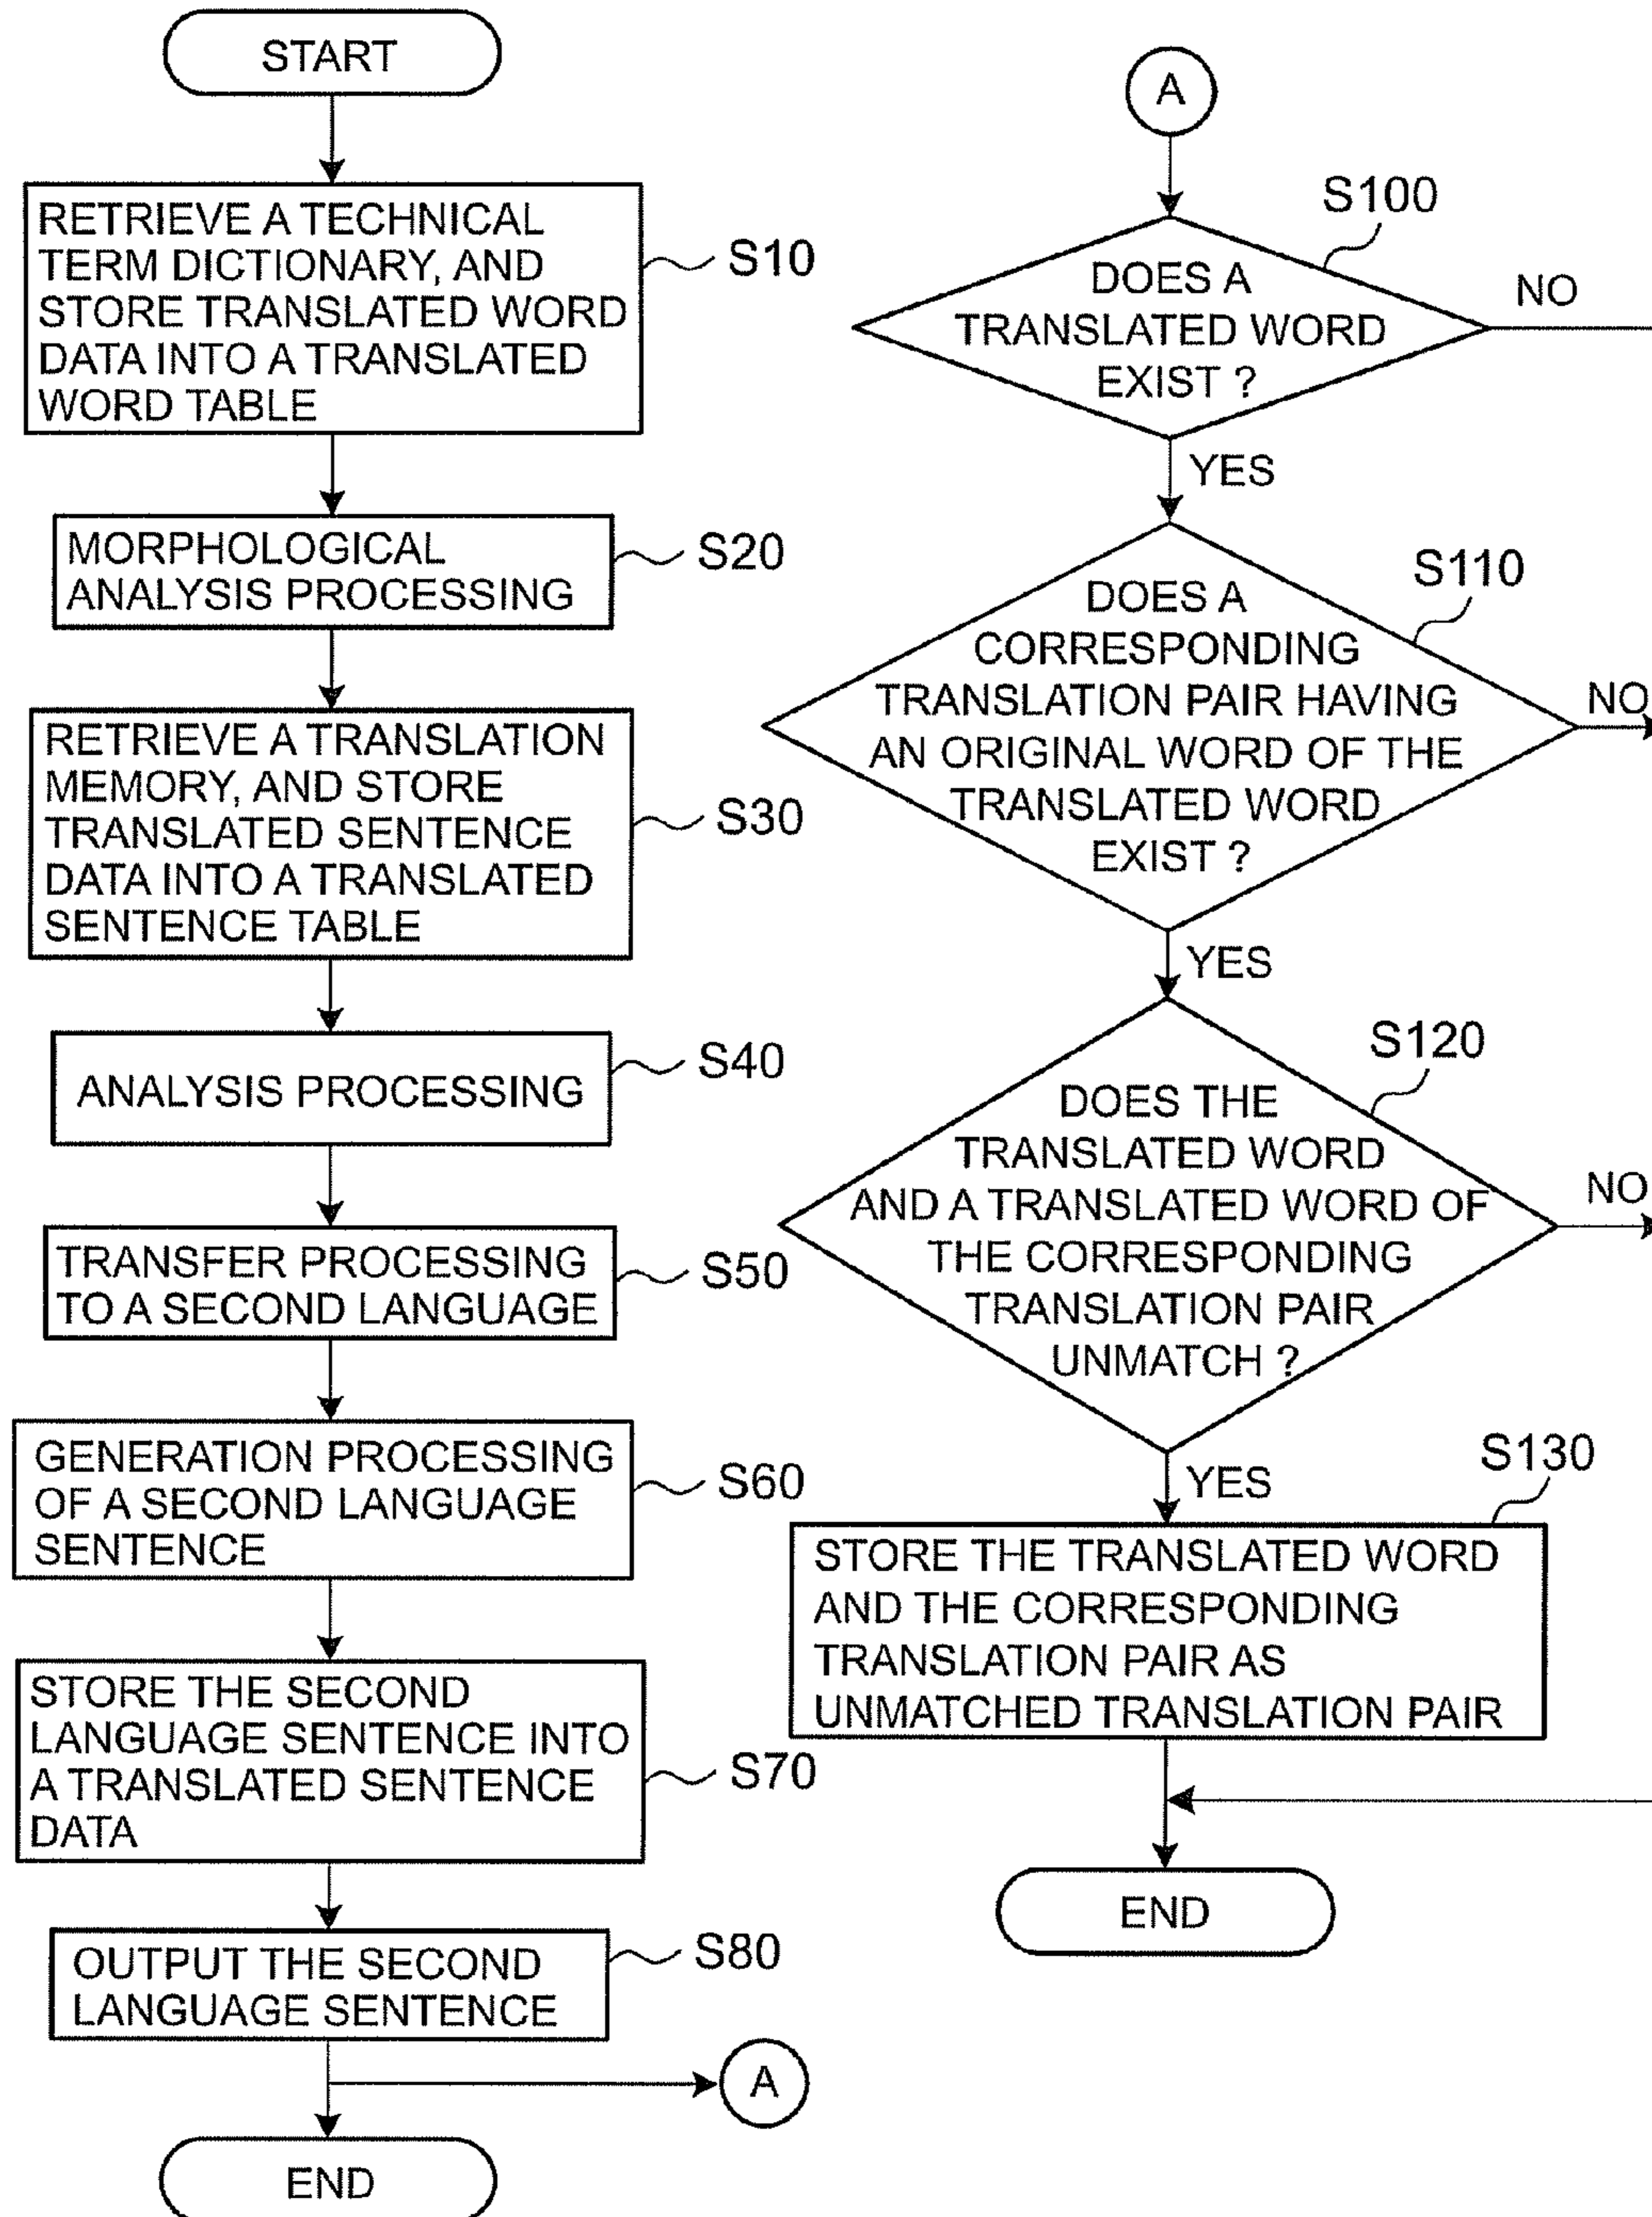 START
RETRIEVE A TECHNICAL
TERM DICTIONARY, AND
STORE TRANSLATED WORD
DATA INTO A TRANSLATED
WORD TABLE
S10
MORPHOLOGICAL
ANALYSIS PROCESSING
S20
RETRIEVE A TRANSLATION
MEMORY, AND STORE
TRANSLATED SENTENCE
DATA INTO A TRANSLATED
SENTENCE TABLE
S30
ANALYSIS PROCESSING
S40
TRANSFER PROCESSING
TO A SECOND LANGUAGE
S50
GENERATION PROCESSING
OF A SECOND LANGUAGE
SENTENCE
S60
STORE THE SECOND
LANGUAGE SENTENCE INTO
A TRANSLATED SENTENCE
DATA
S70
OUTPUT THE SECOND
LANGUAGE SENTENCE
S80
A
END
A
S100
DOES A
TRANSLATED WORD
EXIST ?
NO
YES
S110
DOES A
CORRESPONDING
TRANSLATION PAIR HAVING
AN ORIGINAL WORD OF THE
TRANSLATED WORD
EXIST ?
NO
YES
S120
DOES THE
TRANSLATED WORD
AND A TRANSLATED WORD OF
THE CORRESPONDING
TRANSLATION PAIR
UNMATCH ?
NO
YES
S130
STORE THE TRANSLATED WORD
AND THE CORRESPONDING
TRANSLATION PAIR AS
UNMATCHED TRANSLATION PAIR
END